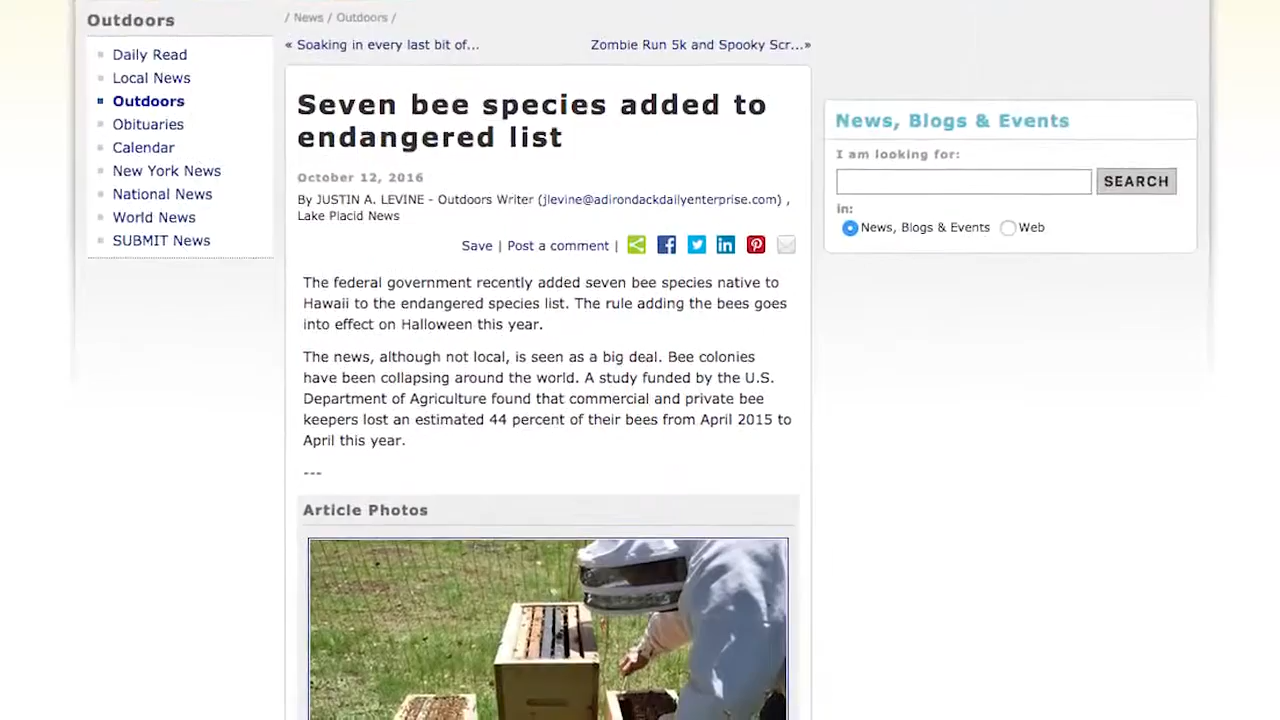 Outdoors
Daily Read
Local News
Outdoors
Obituaries
Calendar
New York News
National News
World News
SUBMIT News
/ News / Outdoors /
« Soaking in every last bit of...
Zombie Run 5k and Spooky Scr...»
Seven bee species added to
endangered list
October 12, 2016
By JUSTIN A. LEVINE - Outdoors Writer (jlevine@adirondackdailyenterprise.com) ,
Lake Placid News
Save | Post a comment |
The federal government recently added seven bee species native to
Hawaii to the endangered species list. The rule adding the bees goes
into effect on Halloween this year.
The news, although not local, is seen as a big deal. Bee colonies
have been collapsing around the world. A study funded by the U.S.
Department of Agriculture found that commercial and private bee
keepers lost an estimated 44 percent of their bees from April 2015 to
April this year.
---
Article Photos
News, Blogs & Events
I am looking for:
SEARCH
in:
News, Blogs & Events Web